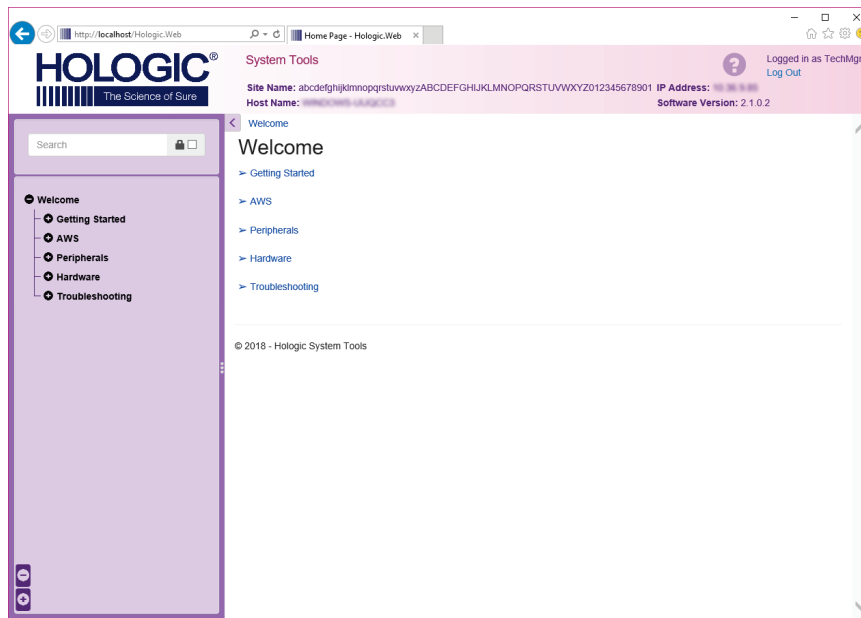 http://localhost/Hologic.Web
Home Page - Hologic.Web
HOLOGIC®
The Science of Sure
System Tools
Logged in as TechMgr
Log Out
Site Name: abcdefghijklmnopqrstuvwxyzABCDEFGHIJKLMNOPQRSTUVWXYZ012345678901 IP Address:
Host Name:
Software Version: 2.1.0.2
Search
Welcome
Getting Started
AWS
Peripherals
Hardware
Troubleshooting
Welcome
Welcome
➢ Getting Started
➢ AWS
➢ Peripherals
➢ Hardware
➢ Troubleshooting
© 2018 - Hologic System Tools